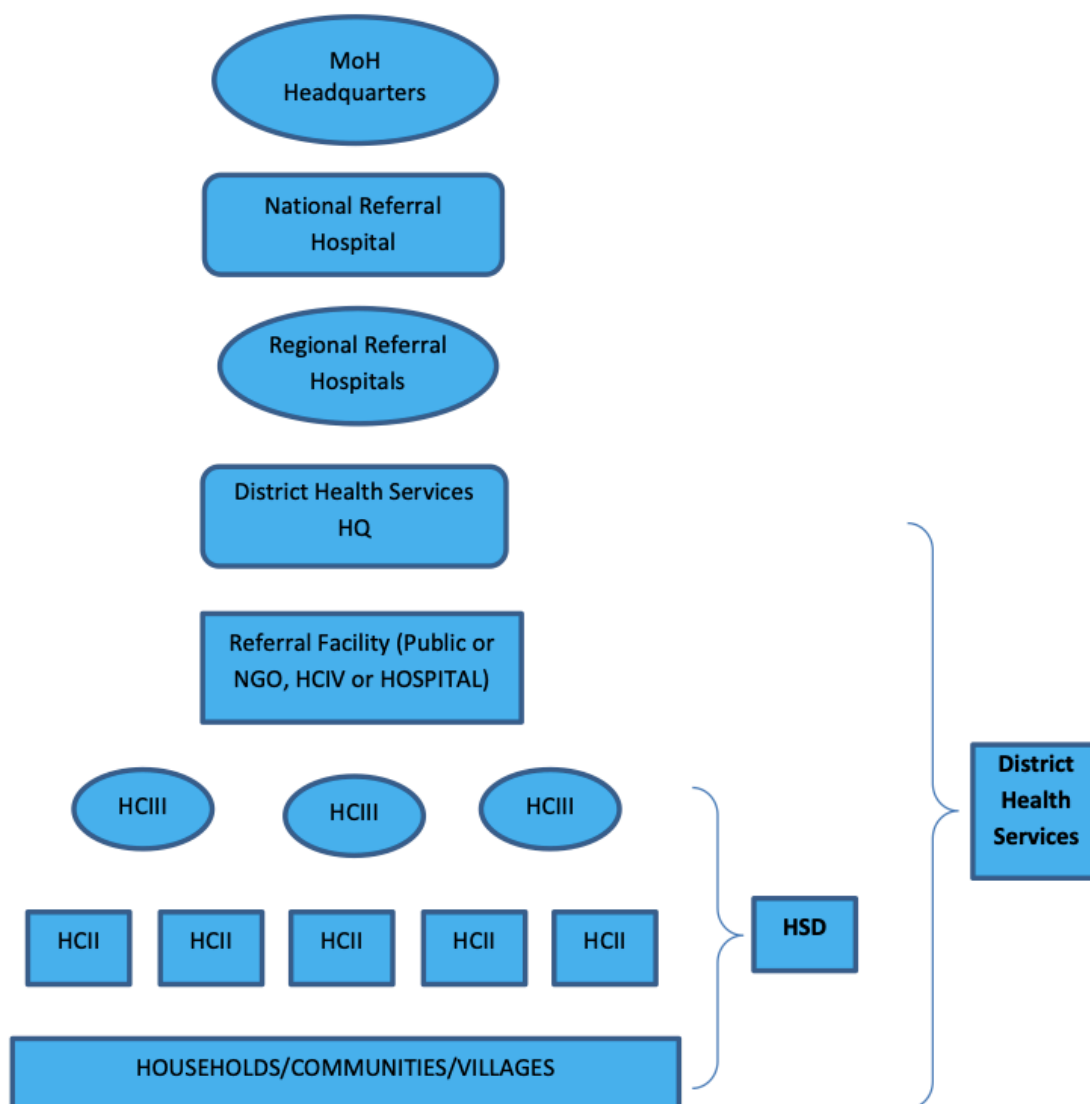 MoH
Headquarters
National Referral
Hospital
Regional Referral
Hospitals
District Health Services
HQ
Referral Facility (Public or
NGO, HCIV or HOSPITAL)
HCIII
HCIII
HCIII
HCII
HCII
HCII
HCII
HCII
HOUSEHOLDS/COMMUNITIES/VILLAGES
HSD
District
Health
Services